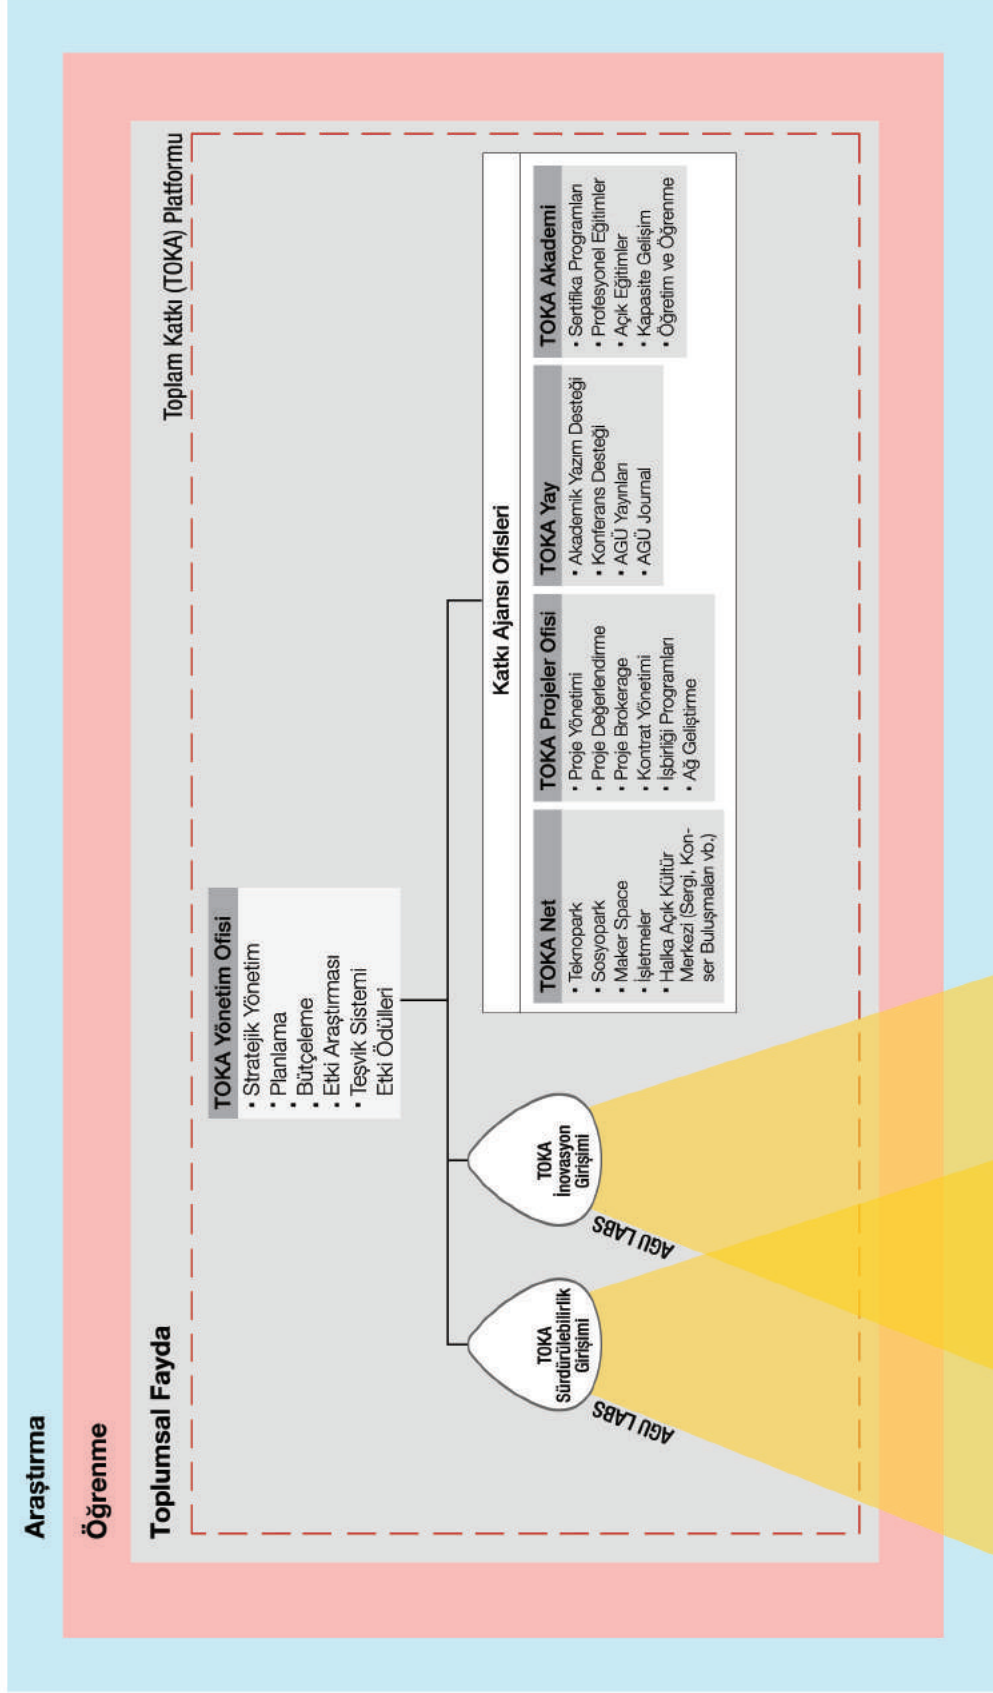 Araştırma
Öğrenme
Toplumsal Fayda
Toplam Katkı (TOKA) Platformu
TOKA Yönetim Ofisi
▪ Stratejik Yönetim
▪ Planlama
▪ Bütçeleme
▪ Etki Araştırması
▪ Teşvik Sistemi
Etki Ödülleri
TOKA
Sürdürülebilirlik
Girişimi
AGU LABS
TOKA
İnovasyon
Girişimi
AGU LABS
Katkı Ajansı Ofisleri
TOKA Net
▪ Teknopark
▪ Sosyopark
▪ Maker Space
▪ İşletmeler
▪ Halka Açık Kültür
Merkezi (Sergi, Kon-
ser Buluşmaları vb.)
TOKA Projeler Ofisi
▪ Proje Yönetimi
▪ Proje Değerlendirme
▪ Proje Brokerage
▪ Kontrat Yönetimi
▪ İşbirliği Programları
▪ Ağ Geliştirme
TOKA Yay
▪ Akademik Yazım Desteği
▪ Konferans Desteği
▪ AGÜ Yayınları
▪ AGÜ Journal
TOKA Akademi
▪ Sertifika Programları
▪ Profesyonel Eğitimler
▪ Açık Eğitimler
▪ Kapasite Gelişim
▪ Öğretim ve Öğrenme